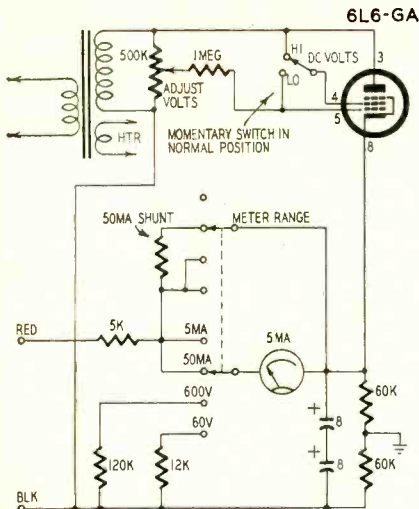 6L6-GA
500K
1MEG
HI
DC VOLTS
3
ADJUST
VOLTS
LO
4
5
8
HTR
MOMENTARY SWITCH IN
NORMAL POSITION
50MA SHUNT
METER RANGE
RED
5K
5MA
5MA
50MA
60K
600V
+
8
60V
+
8
60K
120K
12K
BLK